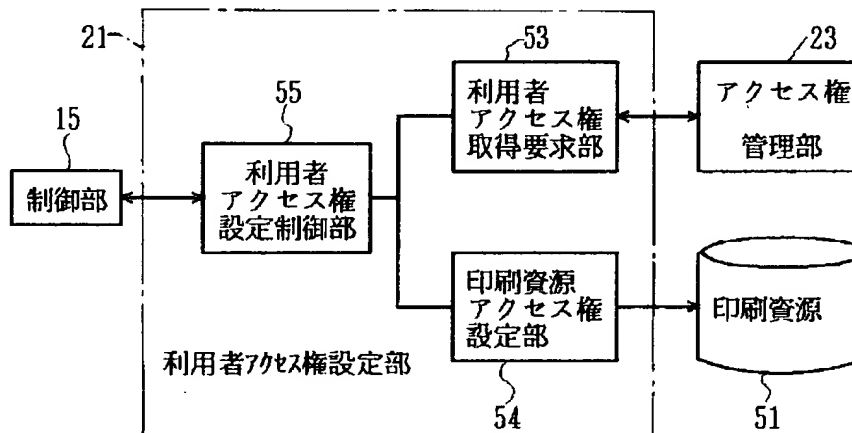 21
53
23
利用者
アクセス権
取得要求部
アクセス権
管理部
55
15
制御部
利用者
アクセス権
設定制御部
印刷資源
アクセス権
設定部
印刷資源
利用者アクセス権設定部
54
51